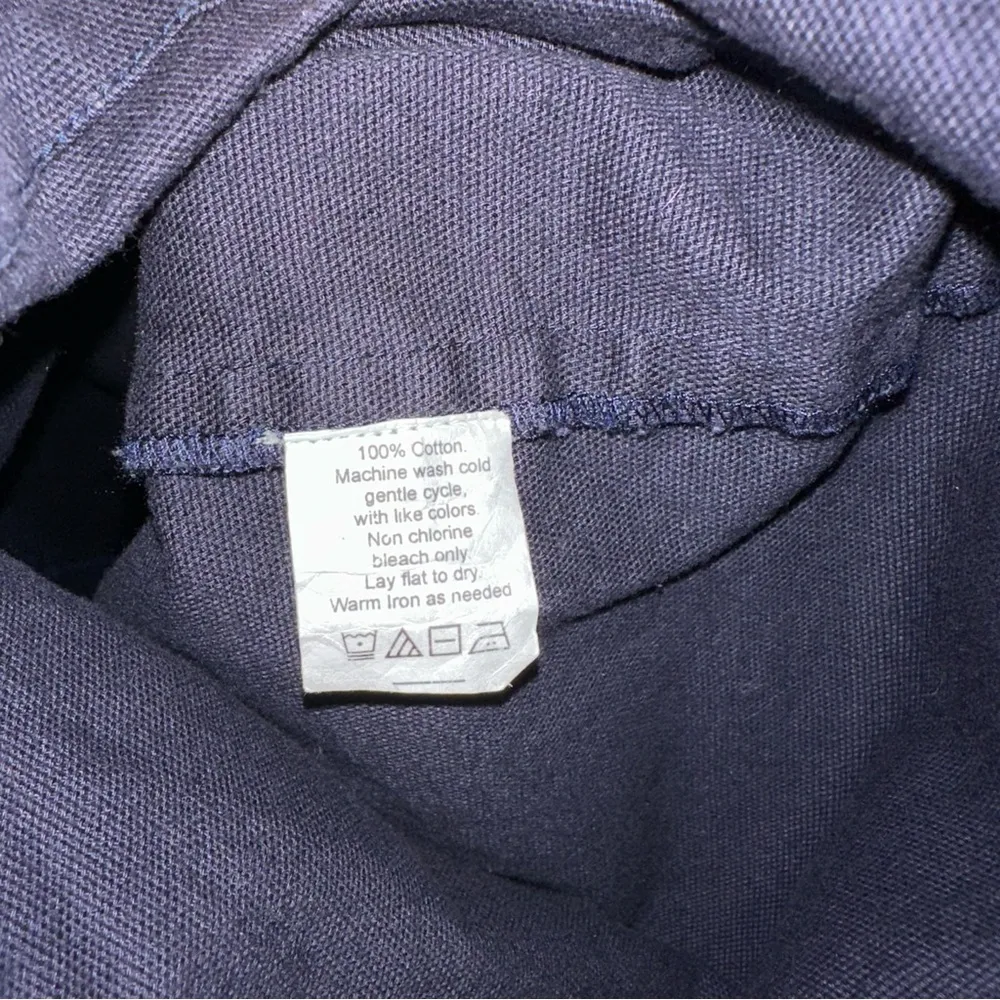 100% Cotton.
Machine wash cold
gentle cycle,
with like colors.
Non chlorine
bleach only.
Lay flat to dry.
Warm Iron as needed